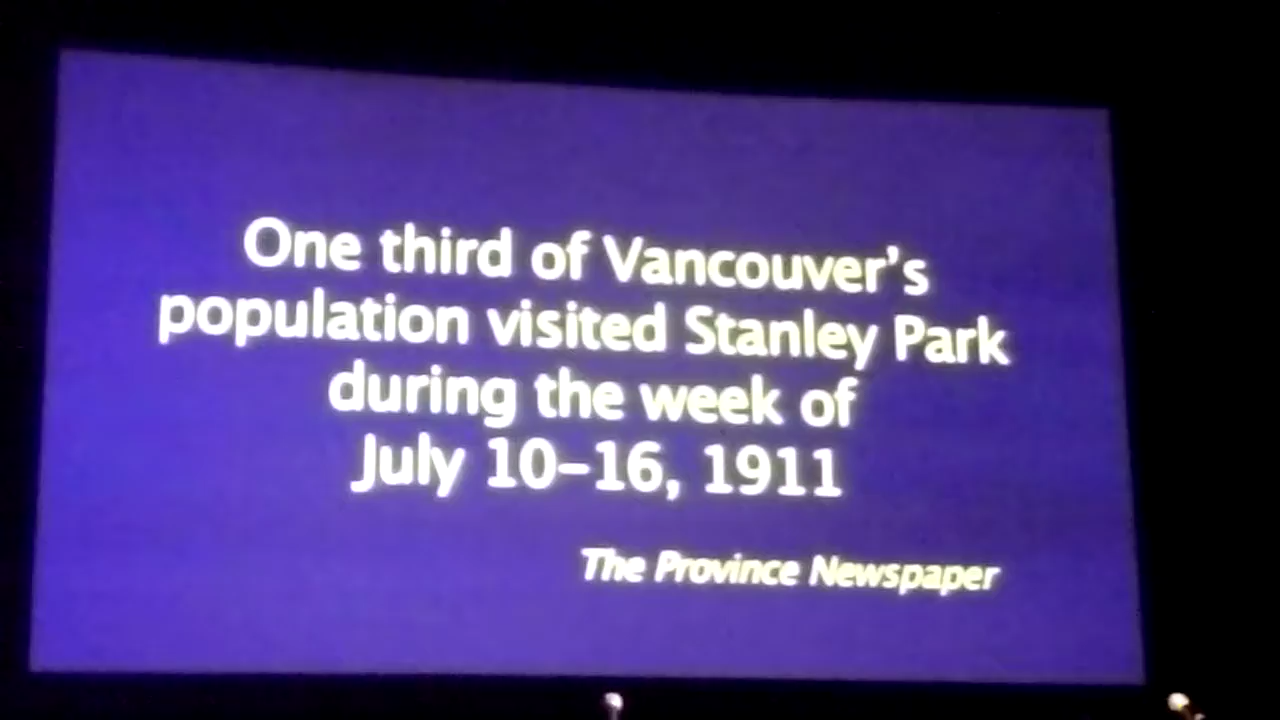 One third of Vancouver's
population visited Stanley Park
during the week of
July 10–16, 1911
The Province Newspaper